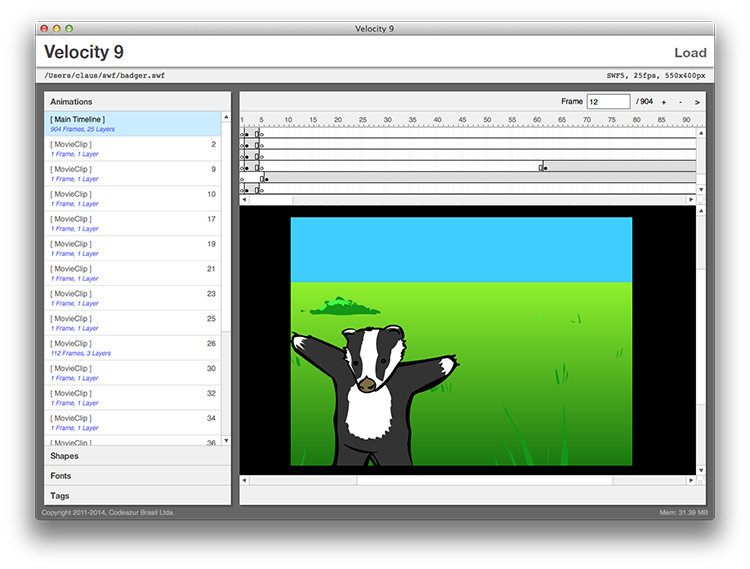 Velocity 9
Velocity 9
Load
/Users/claus/swf/badger.swf
SWF5, 25fps, 550x400px
Animations
[ Main Timeline ]
904 Frames, 25 Layers
[ MovieClip ] 2
1 Frame, 1 Layer
[ MovieClip ] 9
1 Frame, 1 Layer
[ MovieClip ] 10
1 Frame, 1 Layer
[ MovieClip ] 17
1 Frame, 1 Layer
[ MovieClip ] 19
1 Frame, 1 Layer
[ MovieClip ] 21
1 Frame, 1 Layer
[ MovieClip ] 23
1 Frame, 1 Layer
[ MovieClip ] 25
1 Frame, 1 Layer
[ MovieClip ] 26
112 Frames, 3 Layers
[ MovieClip ] 30
1 Frame, 1 Layer
[ MovieClip ] 32
1 Frame, 1 Layer
[ MovieClip ] 34
1 Frame, 1 Layer
[ MovieClip ] 36
Shapes
Fonts
Tags
Frame 12 / 904 + - >
1 5 10 15 20 25 30 35 40 45 50 55 60 65 70 75 80 85 90
Copyright 2011-2014, Codeazur Brasil Ltda.
Mem: 31.39 MB